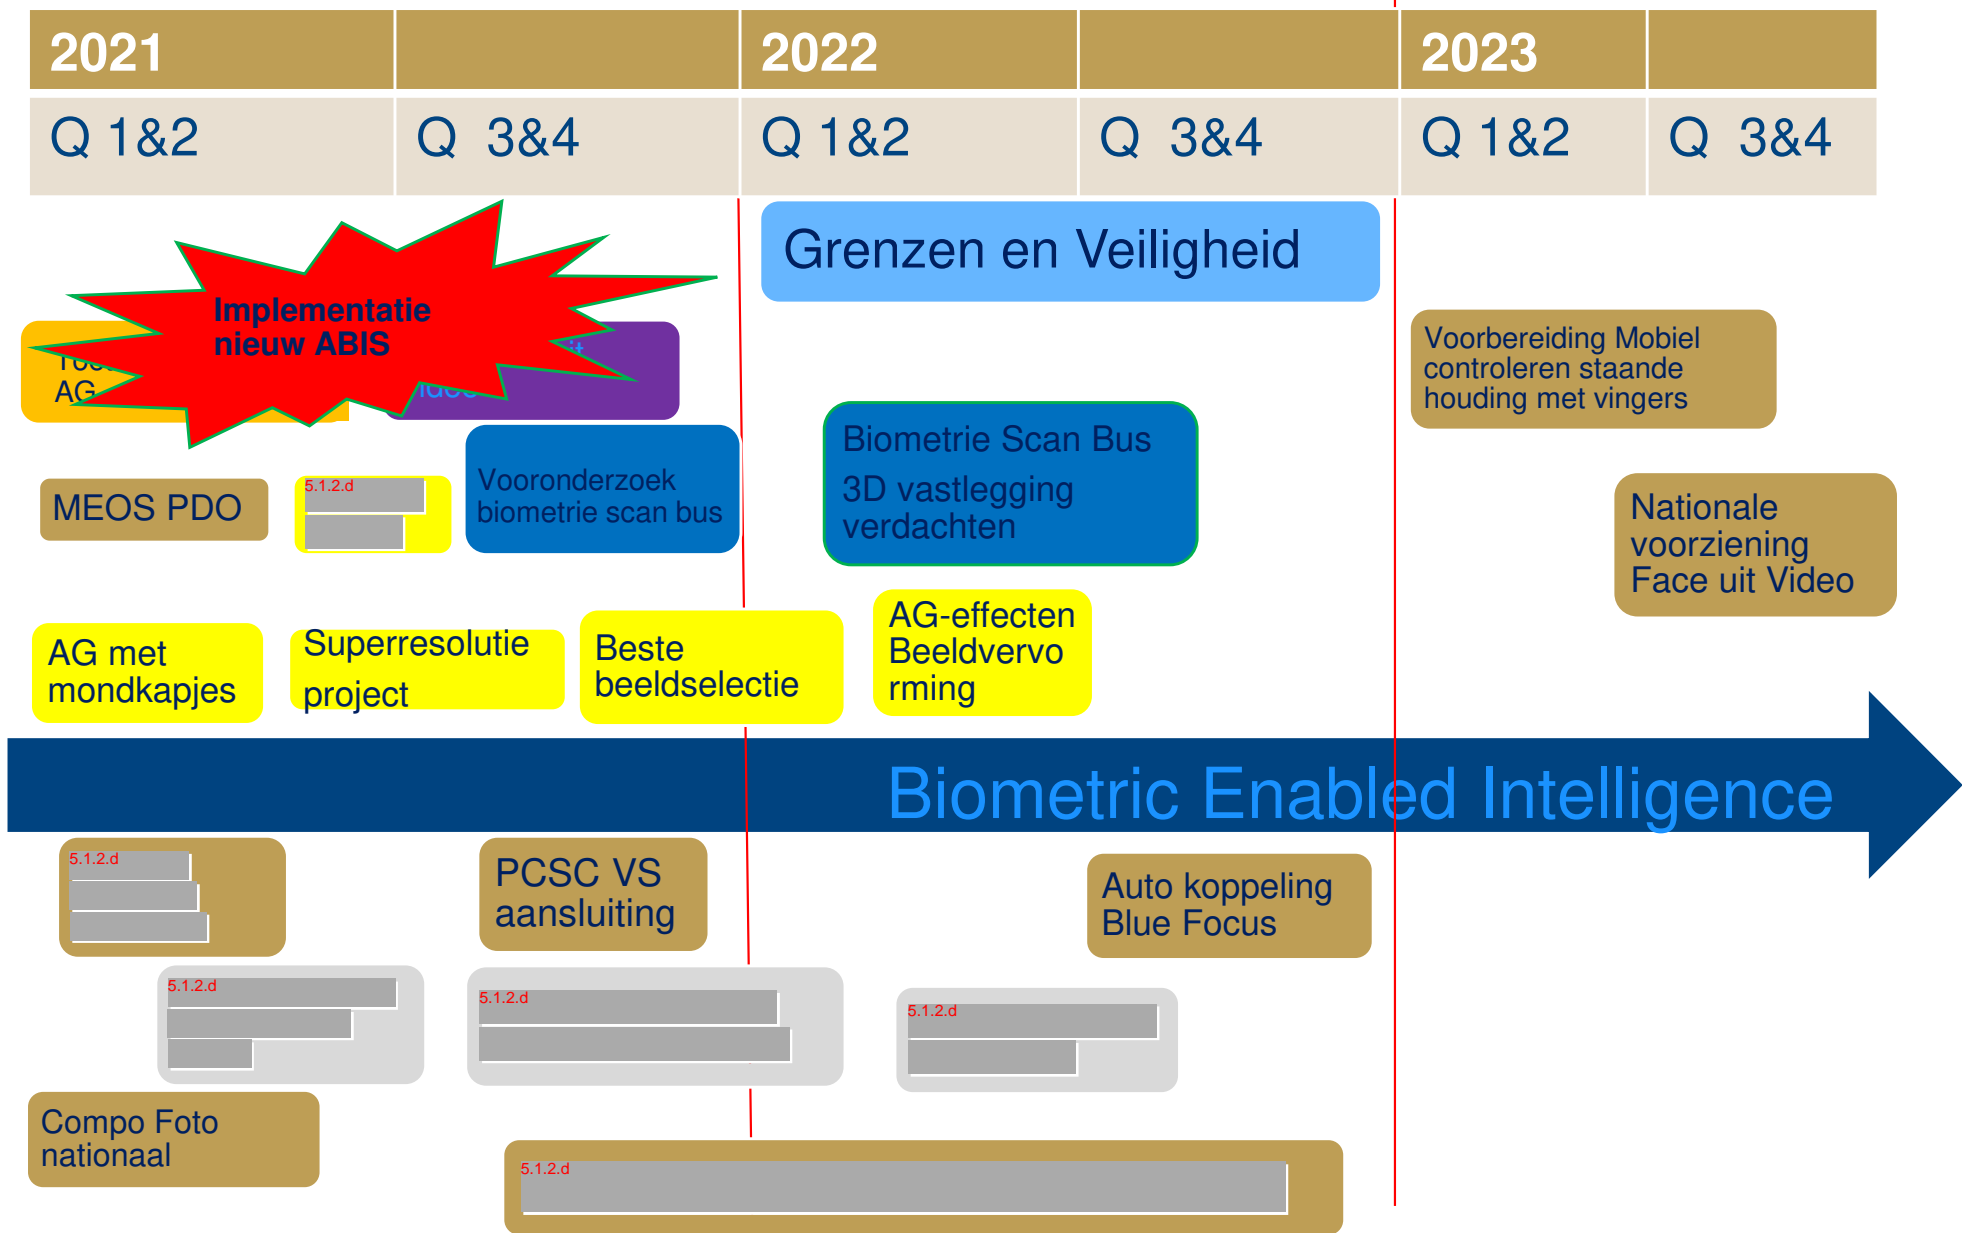 2021
2022
2023
Q 1&2
Q 3&4
Q 1&2
Q 3&4
Q 1&2
Q 3&4
Grenzen en Veiligheid
Implementatie
nieuw ABIS
AG
Voorbereiding Mobiel
controleren staande
houding met vingers
MEOS PDO
5.1.2.d
Vooronderzoek
biometrie scan bus
Biometrie Scan Bus
3D vastlegging
verdachten
Nationale
voorziening
Face uit Video
AG met
mondkapjes
Superresolutie
project
Beste
beeldselectie
AG-effecten
Beeldvervo
rming
Biometric Enabled Intelligence
5.1.2.d
PCSC VS
aansluiting
Auto koppeling
Blue Focus
5.1.2.d
5.1.2.d
5.1.2.d
Compo Foto
nationaal
5.1.2.d